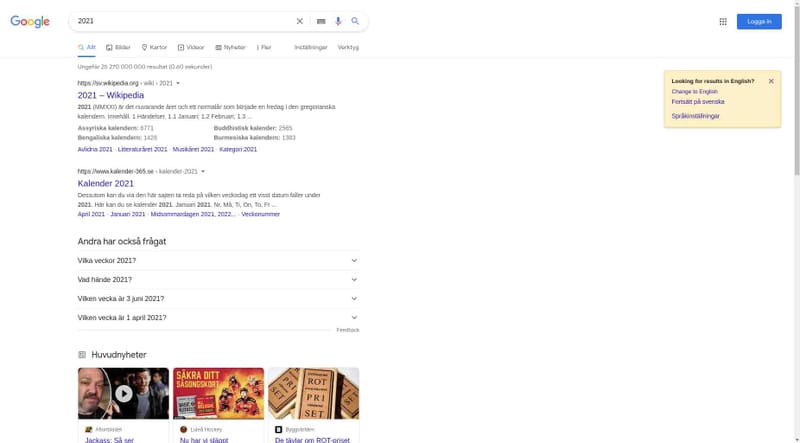 Google
2021
Logga in
Allt
Bilder
Kartor
Videor
Nyheter
Fler
Inställningar
Verktyg
Ungefär 25 270 000 000 resultat (0,60 sekunder)
Looking for results in English?
Change to English
Fortsätt på svenska
Språkinställningar
https://sv.wikipedia.org › wiki › 2021
2021 – Wikipedia
2021 (MMXXI) är det nuvarande året och ett normalår som började en fredag i den gregorianska
kalendern. Innehåll. 1 Händelser. 1.1 Januari; 1.2 Februari; 1.3 ...
Assyriska kalendern: 6771
Buddhistisk kalender: 2565
Bengaliska kalendern: 1428
Burmesiska kalendern: 1383
Avlidna 2021 · Litteraturåret 2021 · Musikåret 2021 · Kategori:2021
https://www.kalender-365.se › kalender-2021
Kalender 2021
Dessutom kan du via den här sajten ta reda på vilken veckodag ett visst datum faller under
2021. Här kan du se kalender 2021. Januari 2021. Nr, Må, Ti, On, To, Fr ...
April 2021 · Januari 2021 · Midsommardagen 2021, 2022,... · Veckonummer
Andra har också frågat
Vilka veckor 2021?
Vad hände 2021?
Vilken vecka är 3 juni 2021?
Vilken vecka är 1 april 2021?
Feedback
Huvudnyheter
SÄKRA DITT
SÄSONGSKORT
PRI
SET
ROT
PRI
SET
Aftonbladet
Luleå Hockey
Byggvärlden
Jackass: Så ser
Nu har vi släppt
De tävlar om ROT-priset